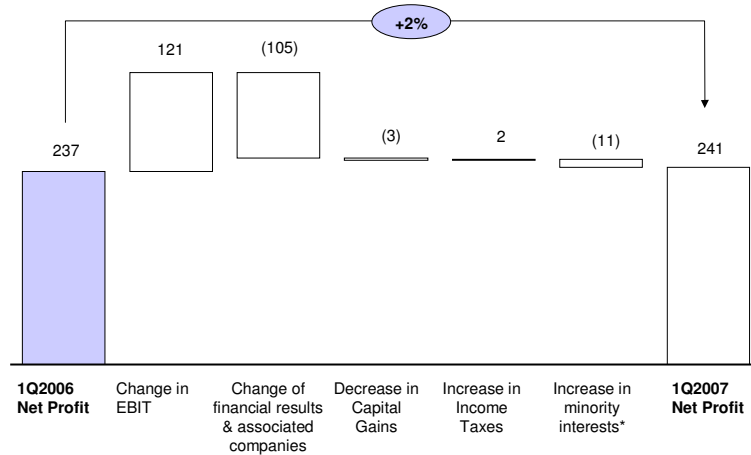 +2%
121
(105)
237
(3)
2
(11)
241
1Q2006
Net Profit
Change in
EBIT
Change of
financial results
& associated
companies
Decrease in
Capital
Gains
Increase in
Income
Taxes
Increase in
minority
interests*
1Q2007
Net Profit